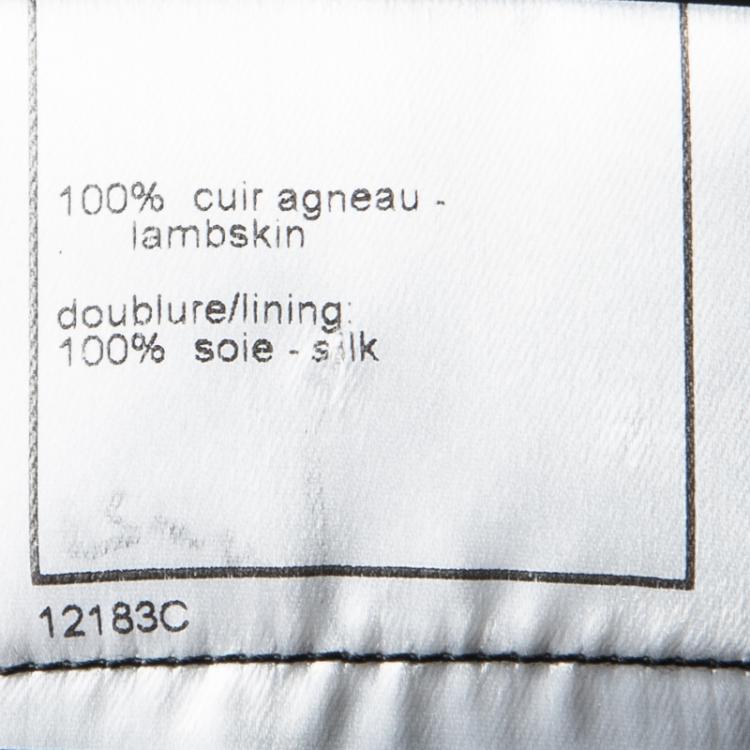 100% cuir agneau -
lambskin
doublure/lining:
100% soie - silk
12183C